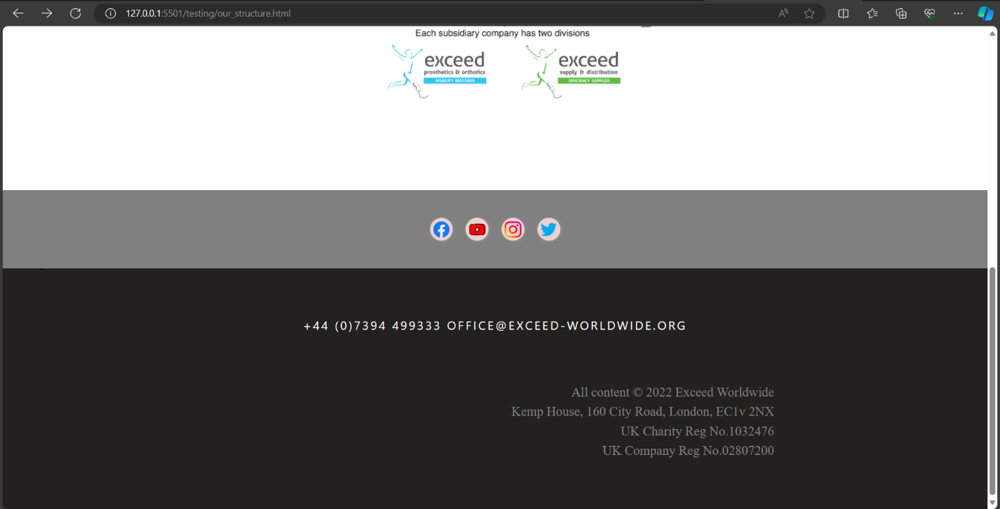 127.0.0.1:5501/testing/our_structure.html
Each subsidiary company has two divisions
exceed
prosthetics & orthotics
MOBILITY RESTORED
exceed
supply & distribution
EFFICIENCY SUPPLIED
+44 (0)7394 499333 OFFICE@EXCEED-WORLDWIDE.ORG
All content © 2022 Exceed Worldwide
Kemp House, 160 City Road, London, EC1v 2NX
UK Charity Reg No.1032476
UK Company Reg No.02807200